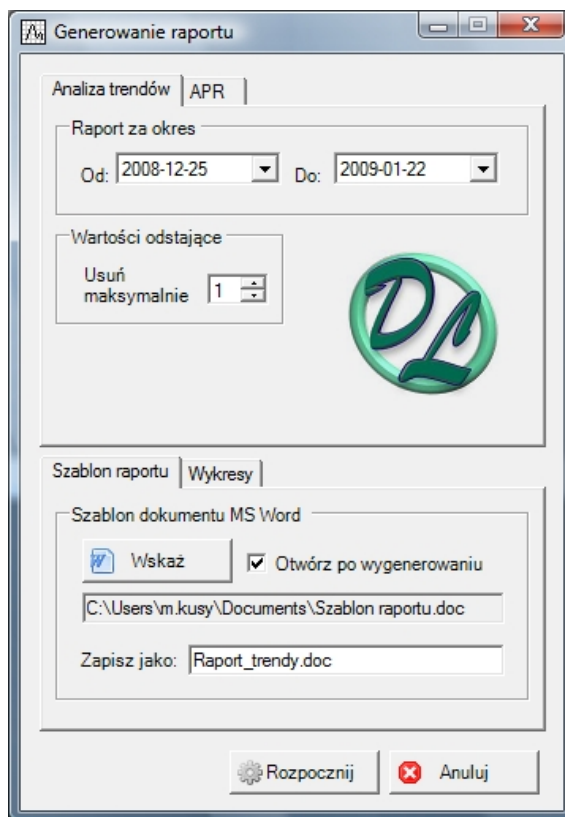 Generowanie raportu
Analiza trendów APR
Raport za okres
Od: 2008-12-25 Do: 2009-01-22
Wartości odstające
Usuń
maksymalnie 1
DL
Szablon raportu Wykresy
Szablon dokumentu MS Word
Wskaż Otwórz po wygenerowaniu
C:\Users\m.kusy\Documents\Szablon raportu.doc
Zapisz jako: Raport_trendy.doc
Rozpocznij Anuluj